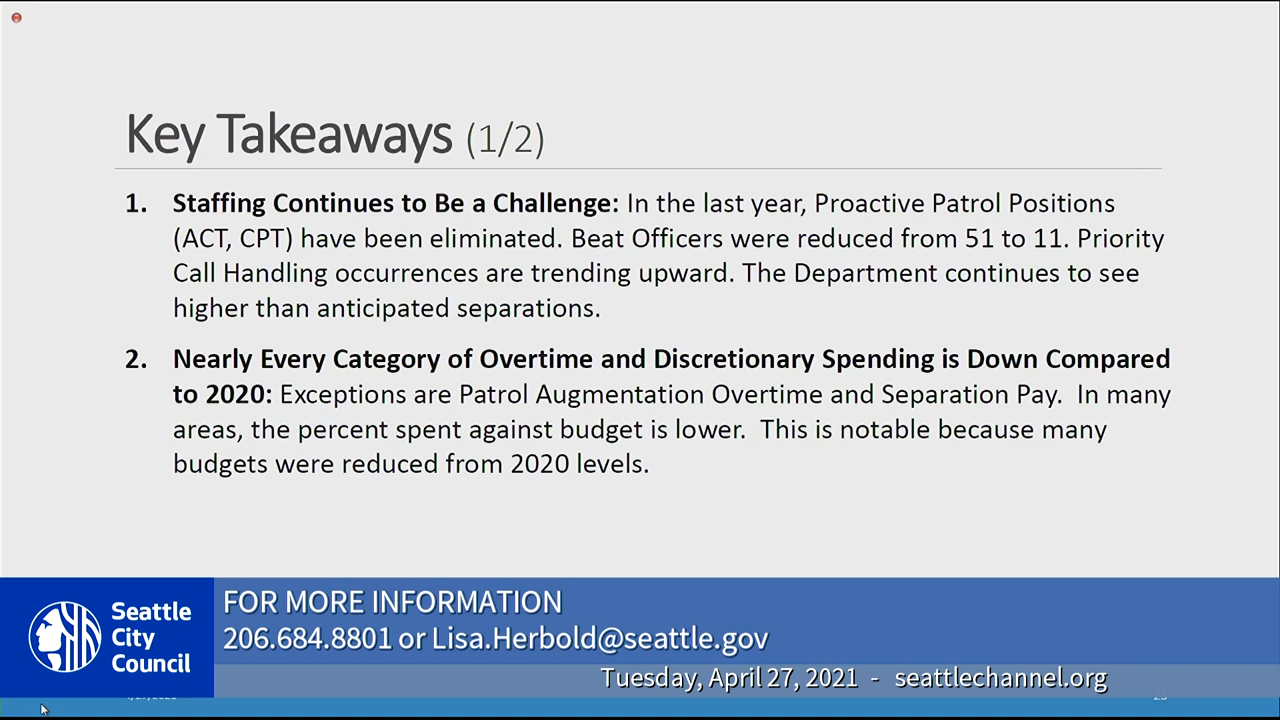 Key Takeaways (1/2)
1. Staffing Continues to Be a Challenge: In the last year, Proactive Patrol Positions
(ACT, CPT) have been eliminated. Beat Officers were reduced from 51 to 11. Priority
Call Handling occurrences are trending upward. The Department continues to see
higher than anticipated separations.
2. Nearly Every Category of Overtime and Discretionary Spending is Down Compared
to 2020: Exceptions are Patrol Augmentation Overtime and Separation Pay. In many
areas, the percent spent against budget is lower. This is notable because many
budgets were reduced from 2020 levels.
Seattle
City
Council
FOR MORE INFORMATION
206.684.8801 or Lisa.Herbold@seattle.gov
Tuesday, April 27, 2021 - seattlechannel.org